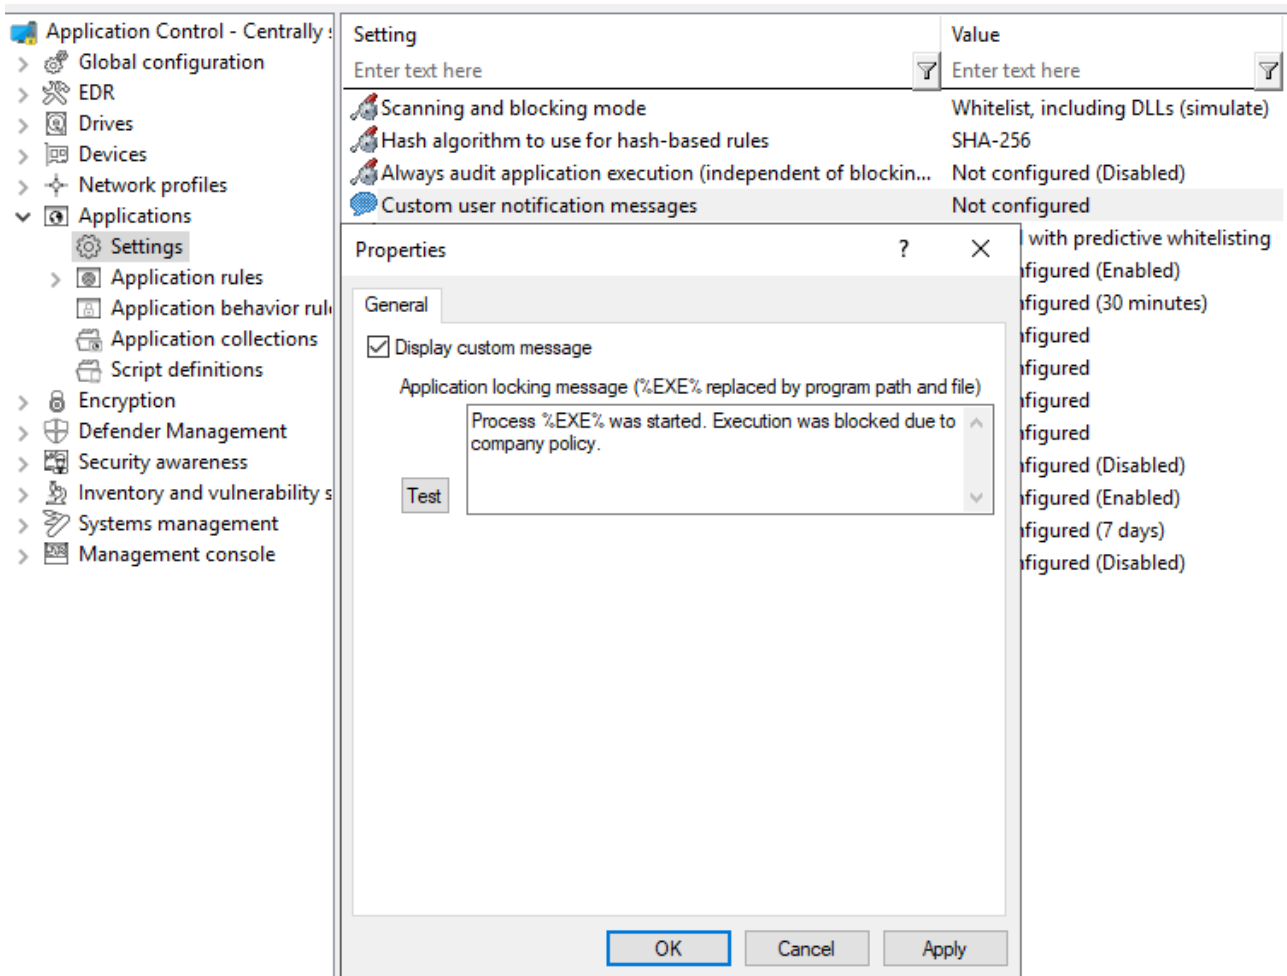 Application Control - Centrally
Global configuration
EDR
Drives
Devices
Network profiles
Applications
Settings
Application rules
Application behavior rul
Application collections
Script definitions
Encryption
Defender Management
Security awareness
Inventory and vulnerability s
Systems management
Management console
Setting Value
Enter text here Enter text here
Scanning and blocking mode Whitelist, including DLLs (simulate)
Hash algorithm to use for hash-based rules SHA-256
Always audit application execution (independent of blockin... Not configured (Disabled)
Custom user notification messages Not configured
with predictive whitelisting
figured (Enabled)
figured (30 minutes)
figured
figured
figured
figured
figured (Disabled)
figured (Enabled)
figured (7 days)
figured (Disabled)
Properties ?
General
Display custom message
Application locking message (%EXE% replaced by program path and file)
Process %EXE% was started. Execution was blocked due to
company policy.
Test
OK Cancel Apply